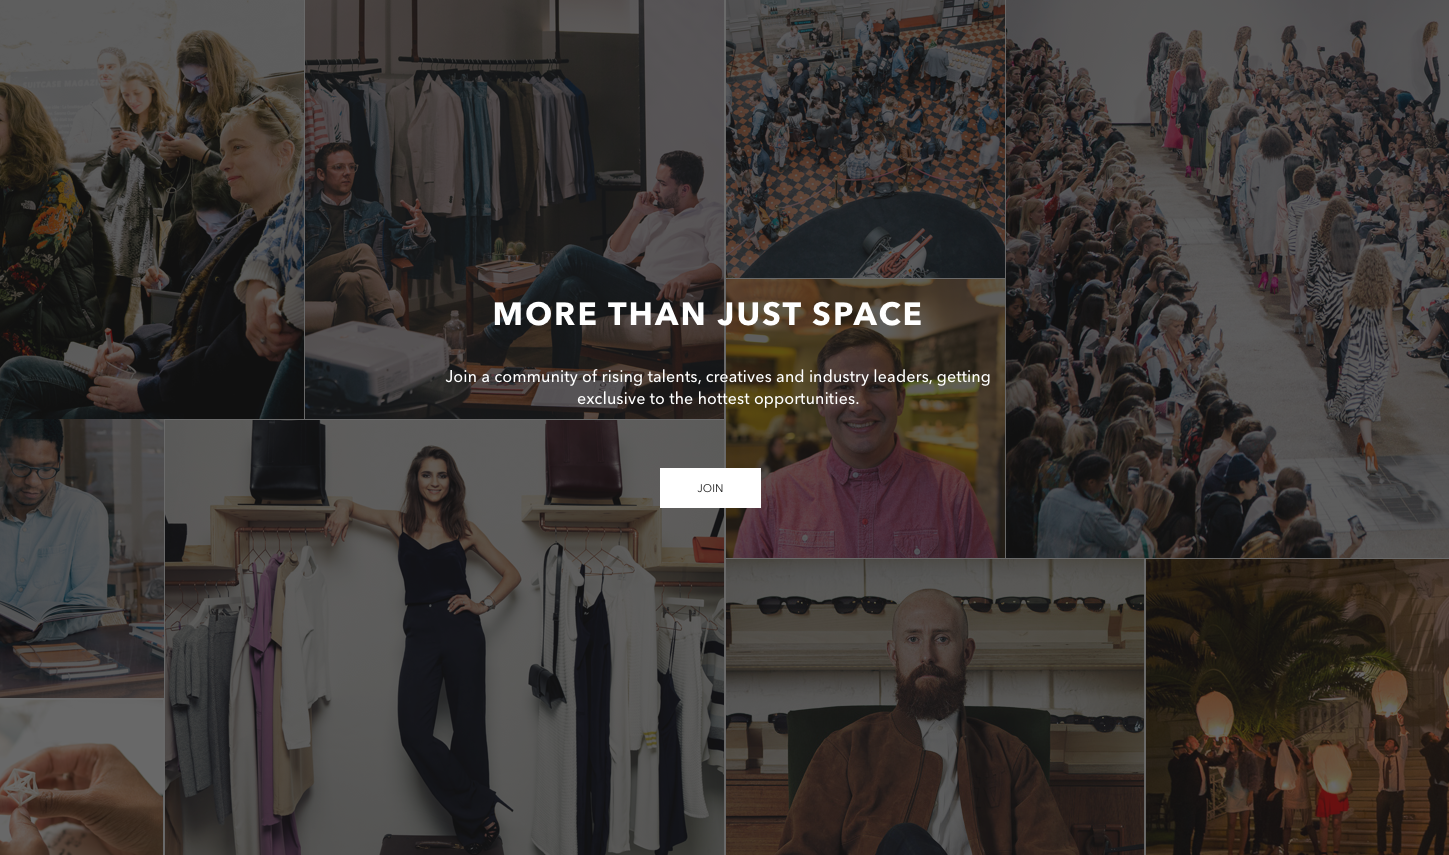 MORE THAN JUST SPACE
Join a community of rising talents, creatives and industry leaders, getting
exclusive to the hottest opportunities.
JOIN